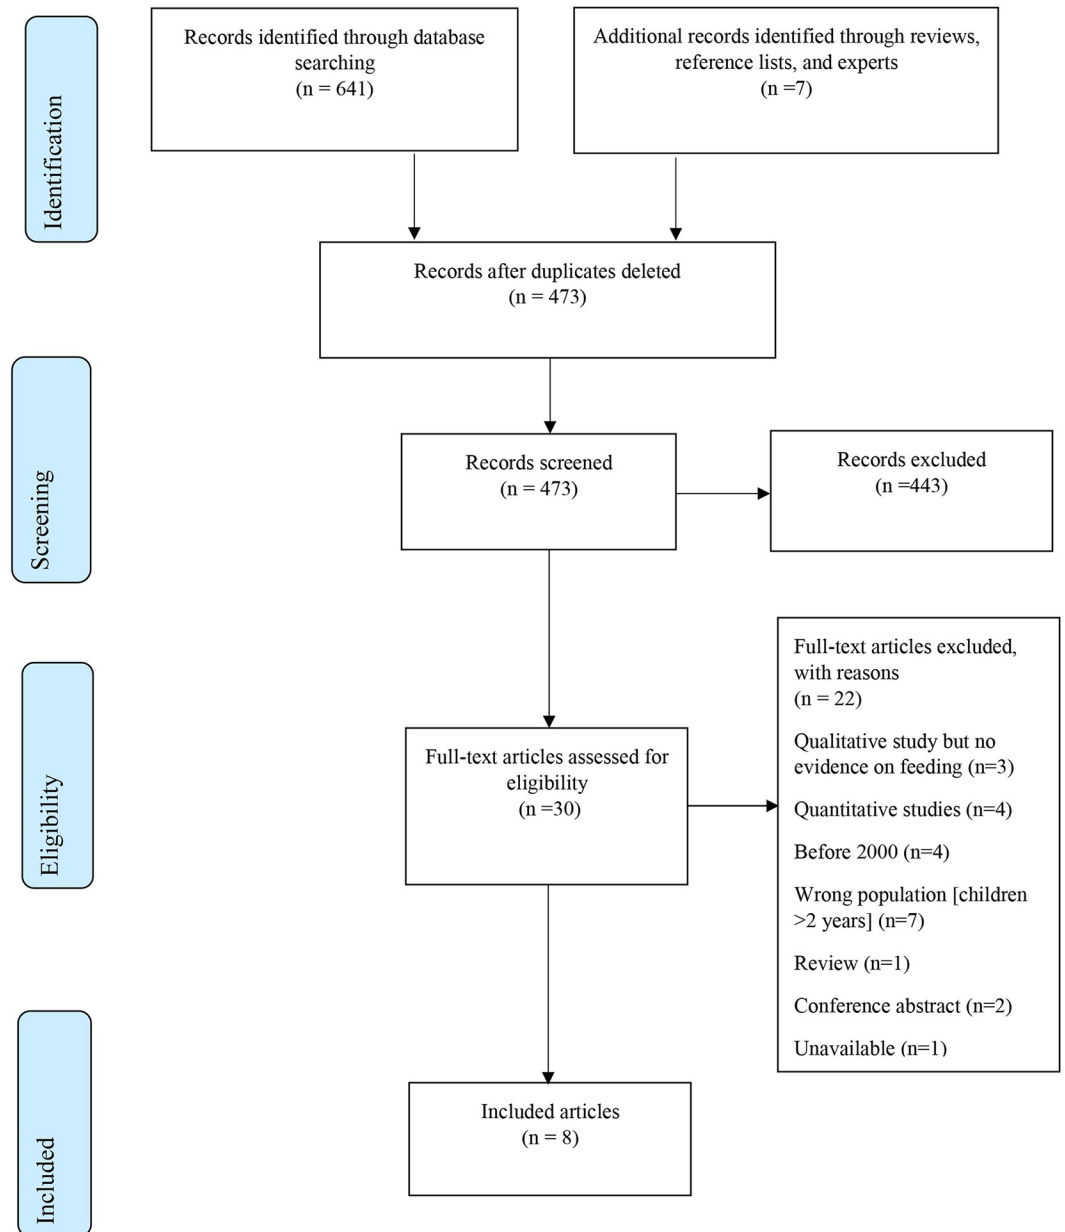 Identification
Records identified through database
searching
(n = 641)
Additional records identified through reviews,
reference lists, and experts
(n =7)
Records after duplicates deleted
(n = 473)
Screening
Records screened
(n = 473)
Records excluded
(n =443)
Eligibility
Full-text articles assessed for
eligibility
(n =30)
Full-text articles excluded,
with reasons
(n = 22)
Qualitative study but no
evidence on feeding (n=3)
Quantitative studies (n=4)
Before 2000 (n=4)
Wrong population [children
>2 years] (n=7)
Review (n=1)
Conference abstract (n=2)
Unavailable (n=1)
Included
Included articles
(n = 8)